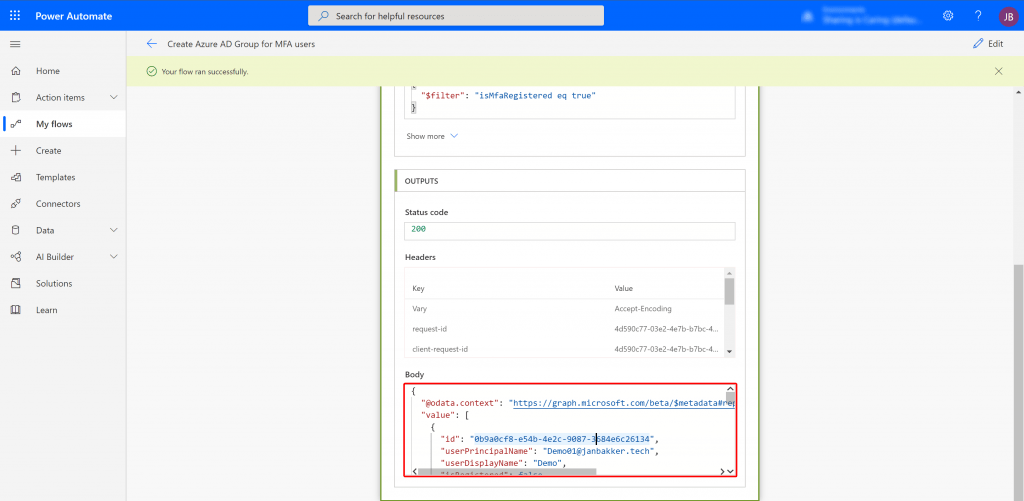 Power Automate
Search for helpful resources
JB
Create Azure AD Group for MFA users
Edit
Your flow ran successfully.
Home
Action items
My flows
Create
Templates
Connectors
Data
AI Builder
Solutions
Learn
"$filter": "isMfaRegistered eq true"
}
Show more
OUTPUTS
Status code
200
Headers
Key Value
Vary Accept-Encoding
request-id 4d590c77-03e2-4e7b-b7bc-4...
client-request-id 4d590c77-03e2-4e7b-b7bc-4...
Body
{
"@odata.context": "https://graph.microsoft.com/beta/$metadata#rep
"value": [
{
"id": "0b9a0cf8-e54b-4e2c-9087-3684e6c26134",
"userPrincipalName": "Demo01@janbakker.tech",
"userDisplayName": "Demo",